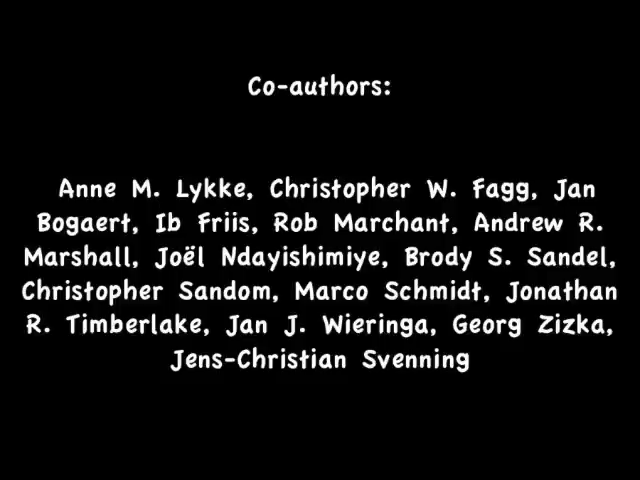 Co-authors:
Anne M. Lykke, Christopher W. Fagg, Jan
Bogaert, Ib Friis, Rob Marchant, Andrew R.
Marshall, Joël Ndayishimiye, Brody S. Sandel,
Christopher Sandom, Marco Schmidt, Jonathan
R. Timberlake, Jan J. Wieringa, Georg Zizka,
Jens-Christian Svenning